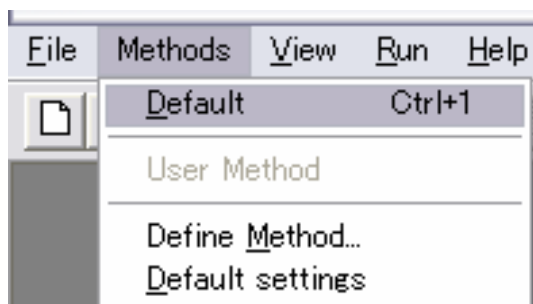 File Methods View Run Help
Default Ctrl+1
User Method
Define Method...
Default settings